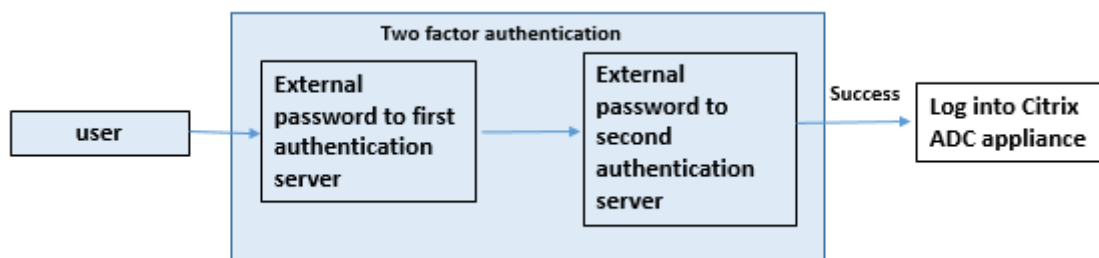 Two factor authentication
user
External
password to first
authentication
server
External
password to
second
authentication
server
Success
Log into Citrix
ADC appliance